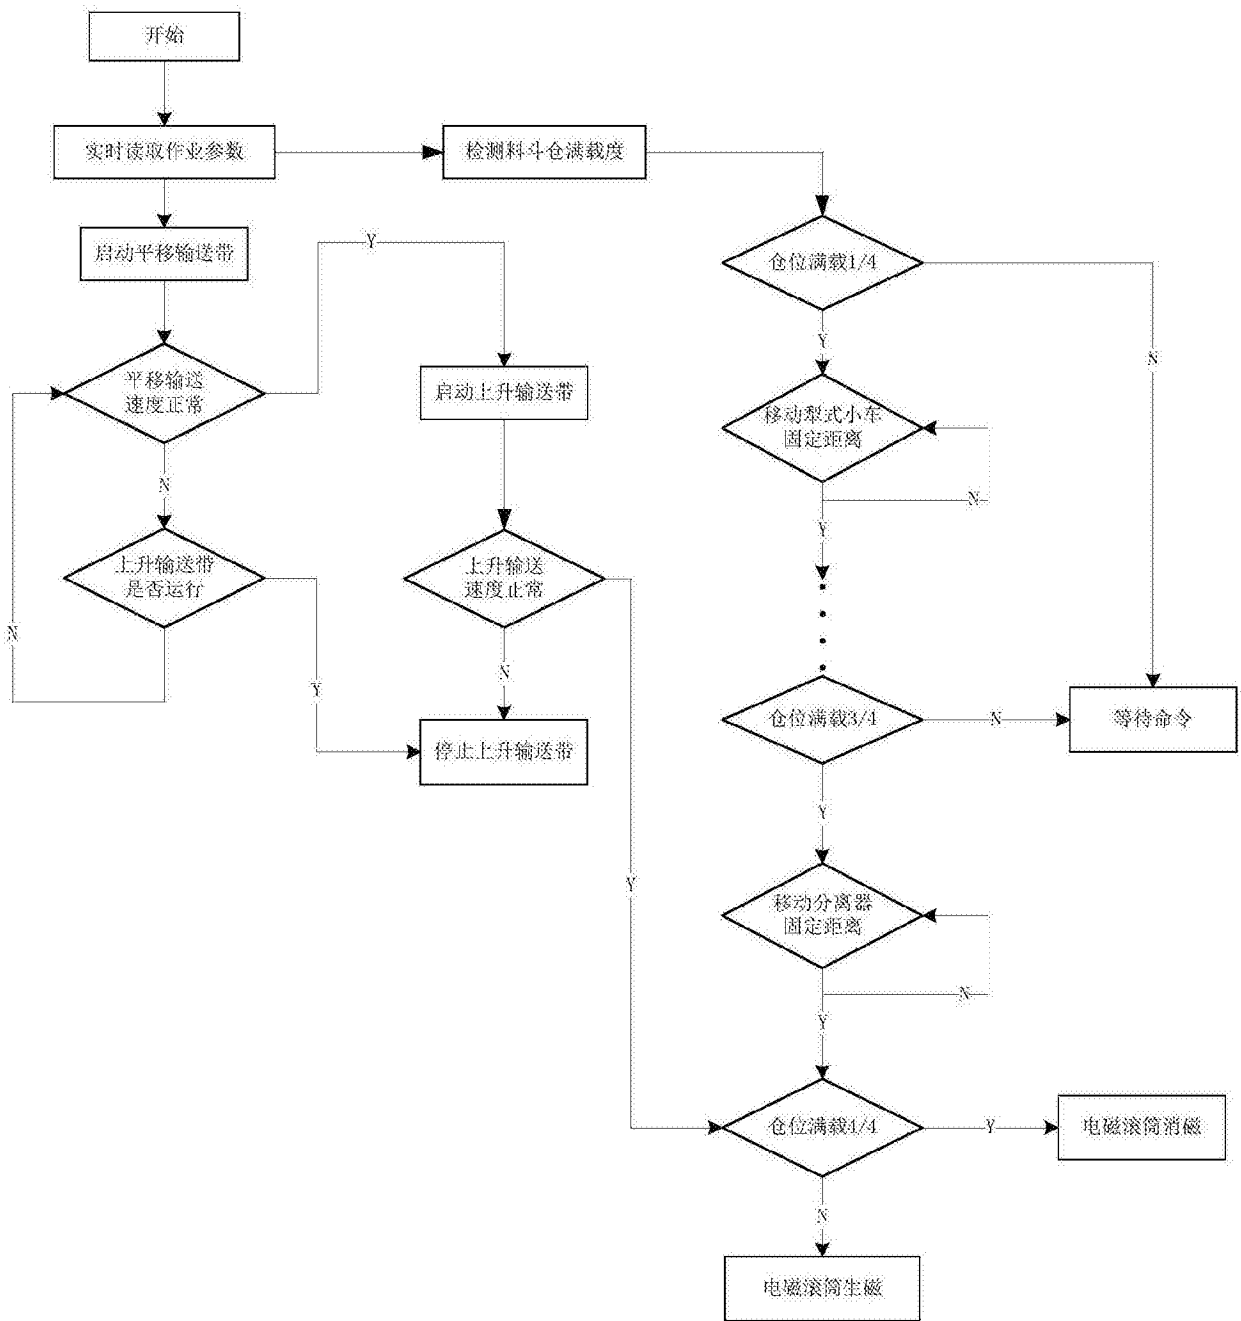 开始
实时读取作业参数
检测料斗仓满载度
启动平移输送带
Y
仓位满载1/4
N
Y
平移输送
速度正常
启动上升输送带
移动犁式小车
固定距离
N
N
Y
上升输送带
是否运行
上升输送
速度正常
N
N
Y
仓位满载3/4
N
等待命令
停止上升输送带
Y
Y
移动分离器
固定距离
N
Y
仓位满载4/4
Y
电磁滚筒消磁
N
电磁滚筒生磁